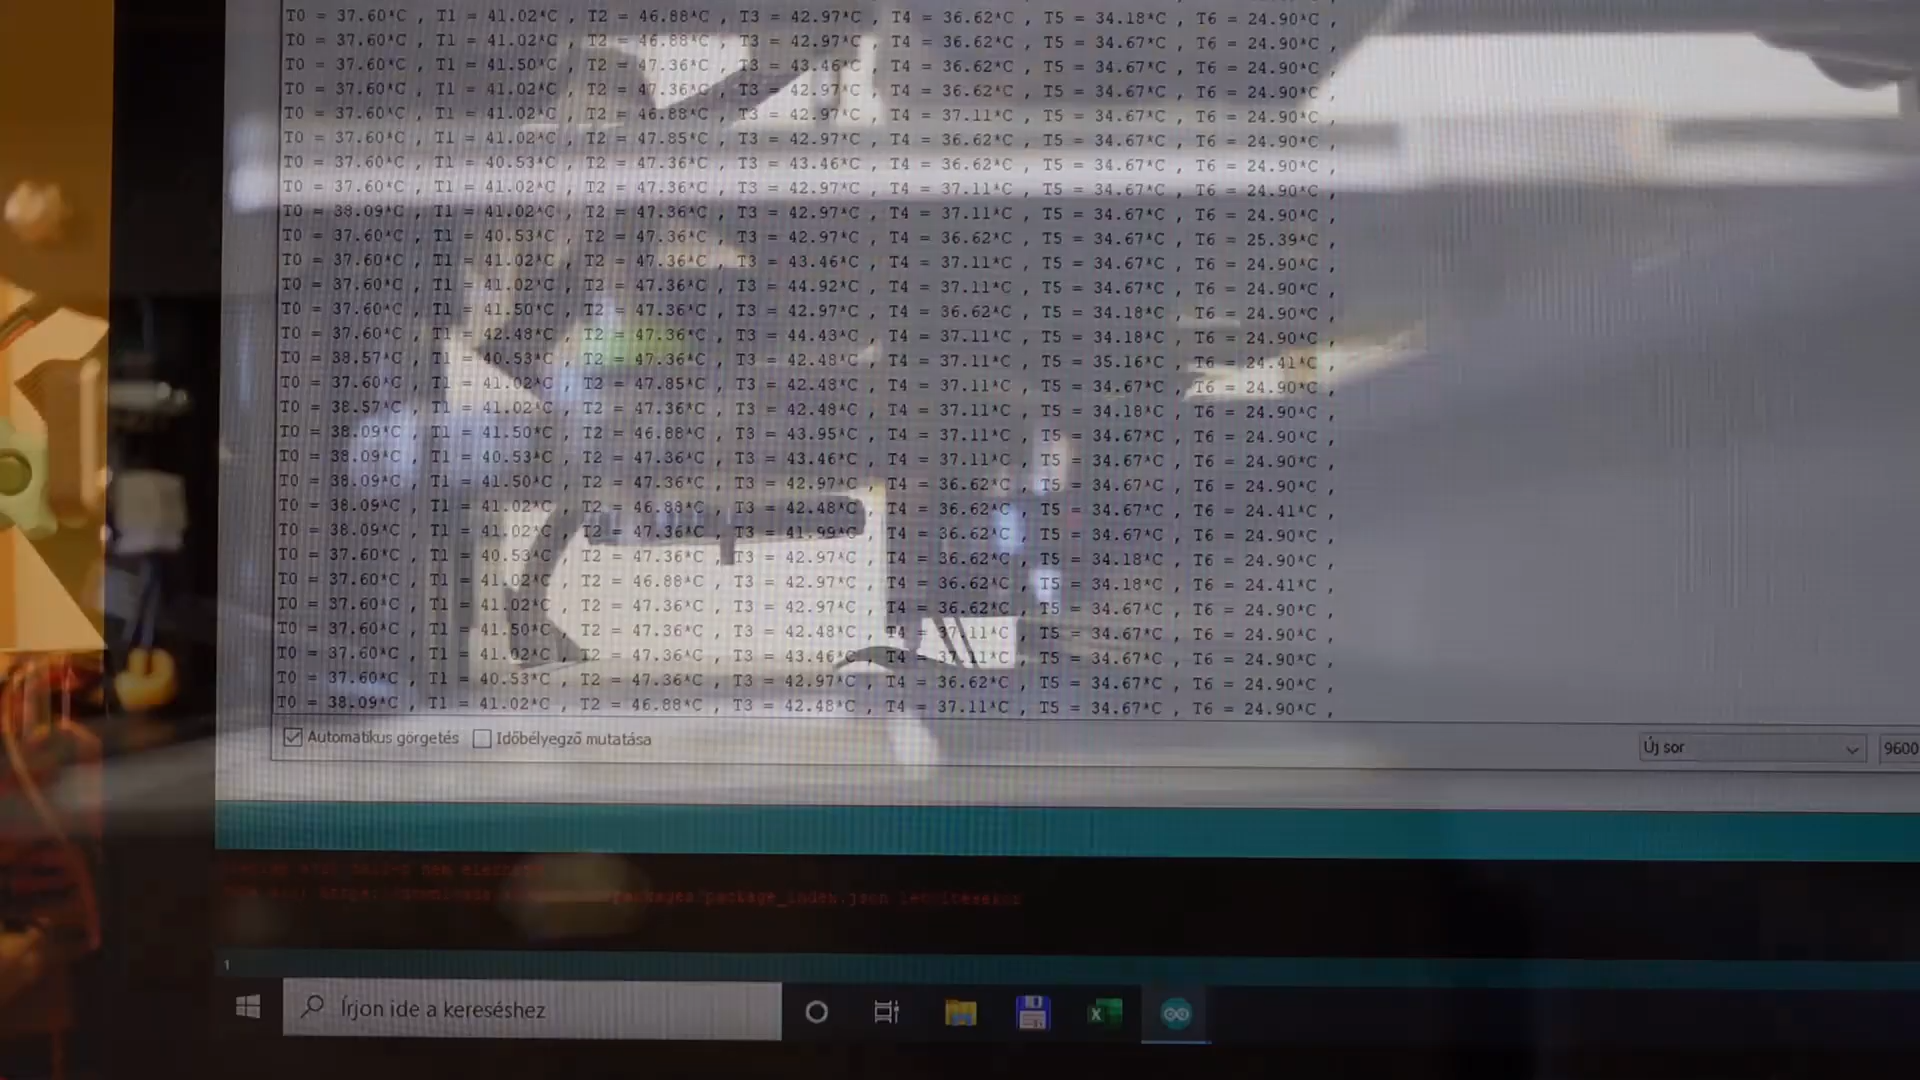 T0 = 37.60*C , T1 = 41.02*C , T2 = 46.88*C , T3 = 42.97*C , T4 = 36.62*C , T5 = 34.18*C , T6 = 24.90*C ,
T0 = 37.60*C , T1 = 41.02*C , T2 = 46.88*C , T3 = 42.97*C , T4 = 36.62*C , T5 = 34.67*C , T6 = 24.90*C ,
T0 = 37.60*C , T1 = 41.50*C , T2 = 47.36*C , T3 = 43.46*C , T4 = 36.62*C , T5 = 34.67*C , T6 = 24.90*C ,
T0 = 37.60*C , T1 = 41.02*C , T2 = 47.36*C , T3 = 42.97*C , T4 = 36.62*C , T5 = 34.67*C , T6 = 24.90*C ,
T0 = 37.60*C , T1 = 41.02*C , T2 = 46.88*C , T3 = 42.97*C , T4 = 37.11*C , T5 = 34.67*C , T6 = 24.90*C ,
T0 = 37.60*C , T1 = 41.02*C , T2 = 47.85*C , T3 = 42.97*C , T4 = 36.62*C , T5 = 34.67*C , T6 = 24.90*C ,
T0 = 37.60*C , T1 = 40.53*C , T2 = 47.36*C , T3 = 43.46*C , T4 = 36.62*C , T5 = 34.67*C , T6 = 24.90*C ,
T0 = 37.60*C , T1 = 41.02*C , T2 = 47.36*C , T3 = 42.97*C , T4 = 37.11*C , T5 = 34.67*C , T6 = 24.90*C ,
T0 = 38.09*C , T1 = 41.02*C , T2 = 47.36*C , T3 = 42.97*C , T4 = 37.11*C , T5 = 34.67*C , T6 = 24.90*C ,
T0 = 37.60*C , T1 = 40.53*C , T2 = 47.36*C , T3 = 42.97*C , T4 = 36.62*C , T5 = 34.67*C , T6 = 25.39*C ,
T0 = 37.60*C , T1 = 41.02*C , T2 = 47.36*C , T3 = 43.46*C , T4 = 37.11*C , T5 = 34.67*C , T6 = 24.90*C ,
T0 = 37.60*C , T1 = 41.02*C , T2 = 47.36*C , T3 = 44.92*C , T4 = 37.11*C , T5 = 34.67*C , T6 = 24.90*C ,
T0 = 37.60*C , T1 = 41.50*C , T2 = 47.36*C , T3 = 42.97*C , T4 = 36.62*C , T5 = 34.18*C , T6 = 24.90*C ,
T0 = 37.60*C , T1 = 42.48*C , T2 = 47.36*C , T3 = 44.43*C , T4 = 37.11*C , T5 = 34.18*C , T6 = 24.90*C ,
T0 = 38.57*C , T1 = 40.53*C , T2 = 47.36*C , T3 = 42.48*C , T4 = 37.11*C , T5 = 35.16*C , T6 = 24.41*C ,
T0 = 37.60*C , T1 = 41.02*C , T2 = 47.85*C , T3 = 42.48*C , T4 = 37.11*C , T5 = 34.67*C , T6 = 24.90*C ,
T0 = 38.57*C , T1 = 41.02*C , T2 = 47.36*C , T3 = 42.48*C , T4 = 37.11*C , T5 = 34.18*C , T6 = 24.90*C ,
T0 = 38.09*C , T1 = 41.50*C , T2 = 46.88*C , T3 = 43.95*C , T4 = 37.11*C , T5 = 34.67*C , T6 = 24.90*C ,
T0 = 38.09*C , T1 = 40.53*C , T2 = 47.36*C , T3 = 43.46*C , T4 = 37.11*C , T5 = 34.67*C , T6 = 24.90*C ,
T0 = 38.09*C , T1 = 41.50*C , T2 = 47.36*C , T3 = 42.97*C , T4 = 36.62*C , T5 = 34.67*C , T6 = 24.90*C ,
T0 = 38.09*C , T1 = 41.02*C , T2 = 46.88*C , T3 = 42.48*C , T4 = 36.62*C , T5 = 34.67*C , T6 = 24.41*C ,
T0 = 38.09*C , T1 = 41.02*C , T2 = 47.36*C , T3 = 41.99*C , T4 = 36.62*C , T5 = 34.67*C , T6 = 24.90*C ,
T0 = 37.60*C , T1 = 40.53*C , T2 = 47.36*C , T3 = 42.97*C , T4 = 36.62*C , T5 = 34.18*C , T6 = 24.90*C ,
T0 = 37.60*C , T1 = 41.02*C , T2 = 46.88*C , T3 = 42.97*C , T4 = 36.62*C , T5 = 34.18*C , T6 = 24.41*C ,
T0 = 37.60*C , T1 = 41.02*C , T2 = 47.36*C , T3 = 42.97*C , T4 = 36.62*C , T5 = 34.67*C , T6 = 24.90*C ,
T0 = 37.60*C , T1 = 41.50*C , T2 = 47.36*C , T3 = 42.48*C , T4 = 37.11*C , T5 = 34.67*C , T6 = 24.90*C ,
T0 = 37.60*C , T1 = 41.02*C , T2 = 47.36*C , T3 = 43.46*C , T4 = 37.11*C , T5 = 34.67*C , T6 = 24.90*C ,
T0 = 37.60*C , T1 = 40.53*C , T2 = 47.36*C , T3 = 42.97*C , T4 = 36.62*C , T5 = 34.67*C , T6 = 24.90*C ,
T0 = 38.09*C , T1 = 41.02*C , T2 = 46.88*C , T3 = 42.48*C , T4 = 37.11*C , T5 = 34.67*C , T6 = 24.90*C ,
Automatikus görgetés Időbélyegző mutatása Új sor 9600
1
Írjon ide a kereséshez